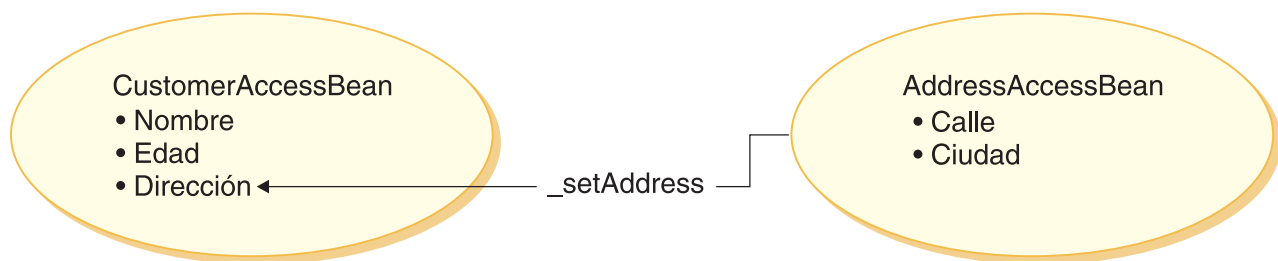 CustomerAccessBean
• Nombre
• Edad
• Dirección
_setAddress
AddressAccessBean
• Calle
• Ciudad